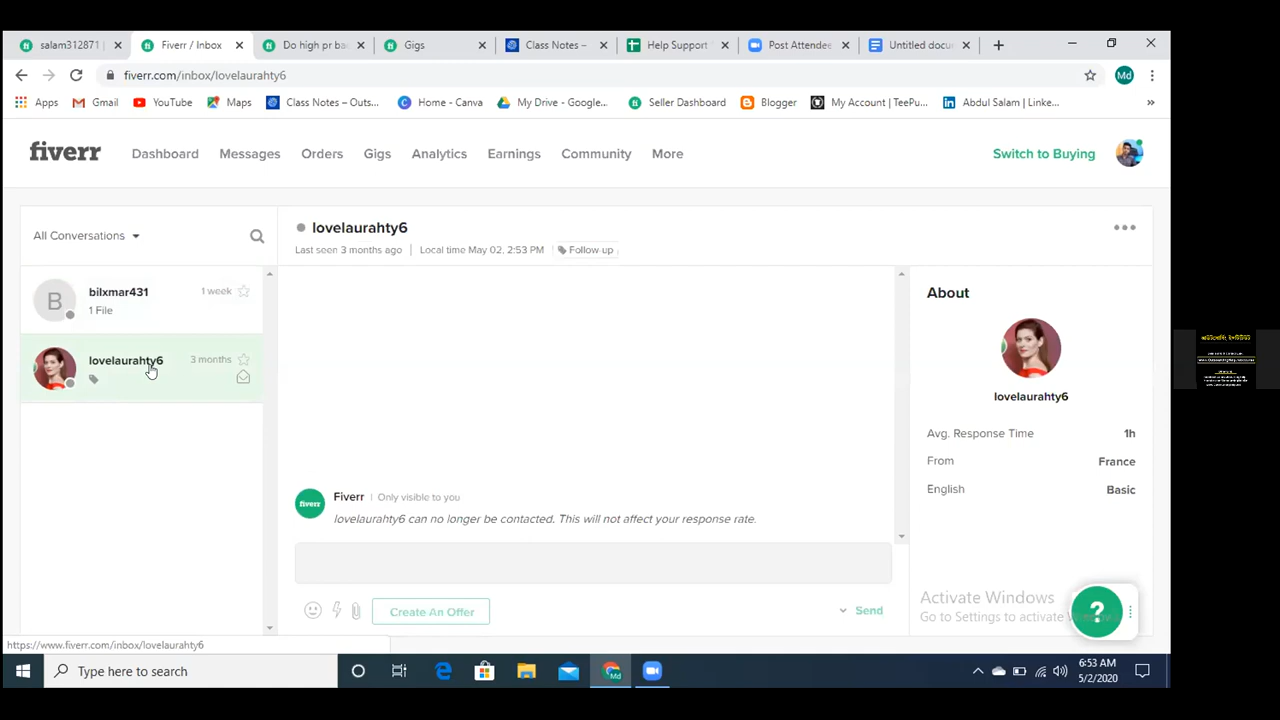 salam312871
Fiverr / Inbox
Do high pr ba
Gigs
Class Notes –
Help Support
Post Attendee
Untitled docu
fiverr.com/inbox/lovelaurahty6
Md
Apps
Gmail
YouTube
Maps
Class Notes – Outs...
Home - Canva
My Drive - Google...
Seller Dashboard
Blogger
My Account | TeePu...
Abdul Salam | Linke...
»
fiverr
Dashboard
Messages
Orders
Gigs
Analytics
Earnings
Community
More
Switch to Buying
All Conversations
lovelaurahty6
Last seen 3 months ago | Local time May 02, 2:53 PM
Follow up
B
bilxmar431
1 week
1 File
lovelaurahty6
3 months
About
lovelaurahty6
Avg. Response Time 1h
From France
English Basic
Fiverr | Only visible to you
lovelaurahty6 can no longer be contacted. This will not affect your response rate.
Create An Offer
Send
Activate Windows
Go to Settings to activate
?
https://www.fiverr.com/inbox/lovelaurahty6
Type here to search
6:53 AM
5/2/2020